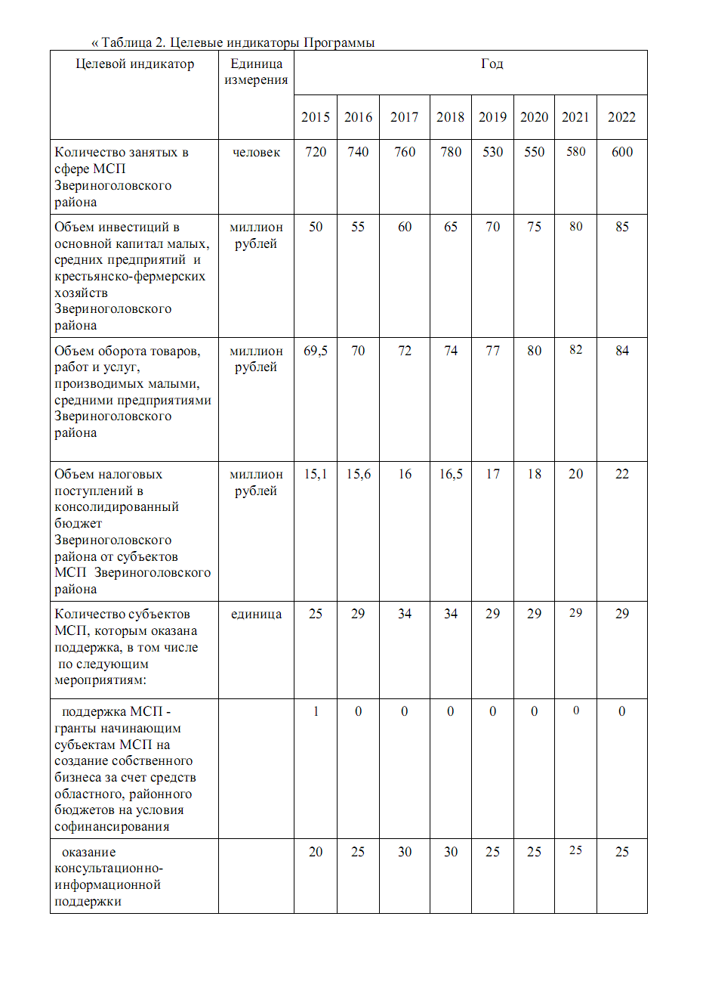 « Таблица 2. Целевые индикаторы Программы
Целевой индикатор Единица Год
измерения
2015 2016 2017 2018 2019 2020 2021 2022
Количество занятых в человек 720 740 760 780 530 550 580 600
сфере МСП
Звериноголовского
района
Объем инвестиций в миллион 50 55 60 65 70 75 80 85
основной капитал малых, рублей
средних предприятий и
крестьянско-фермерских
хозяйств
Звериноголовского
района
Объем оборота товаров, миллион 69,5 70 72 74 77 80 82 84
работ и услуг, рублей
производимых малыми,
средними предприятиями
Звериноголовского
района
Объем налоговых миллион 15,1 15,6 16 16,5 17 18 20 22
поступлений в рублей
консолидированный
бюджет
Звериноголовского
района от субъектов
МСП Звериноголовского
района
Количество субъектов единица 25 29 34 34 29 29 29 29
МСП, которым оказана
поддержка, в том числе
по следующим
мероприятиям:
поддержка МСП - 1 0 0 0 0 0 0 0
гранты начинающим
субъектам МСП на
создание собственного
бизнеса за счет средств
областного, районного
бюджетов на условия
софинансирования
оказание 20 25 30 30 25 25 25 25
консультационно-
информационной
поддержки